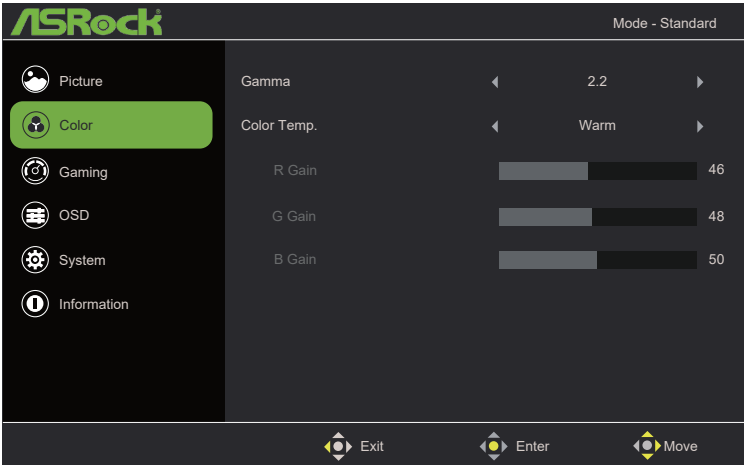 ASRock
Mode - Standard
Picture
Gamma 2.2
Color
Color Temp. Warm
Gaming
R Gain 46
OSD
G Gain 48
System
B Gain 50
Information
Exit Enter Move